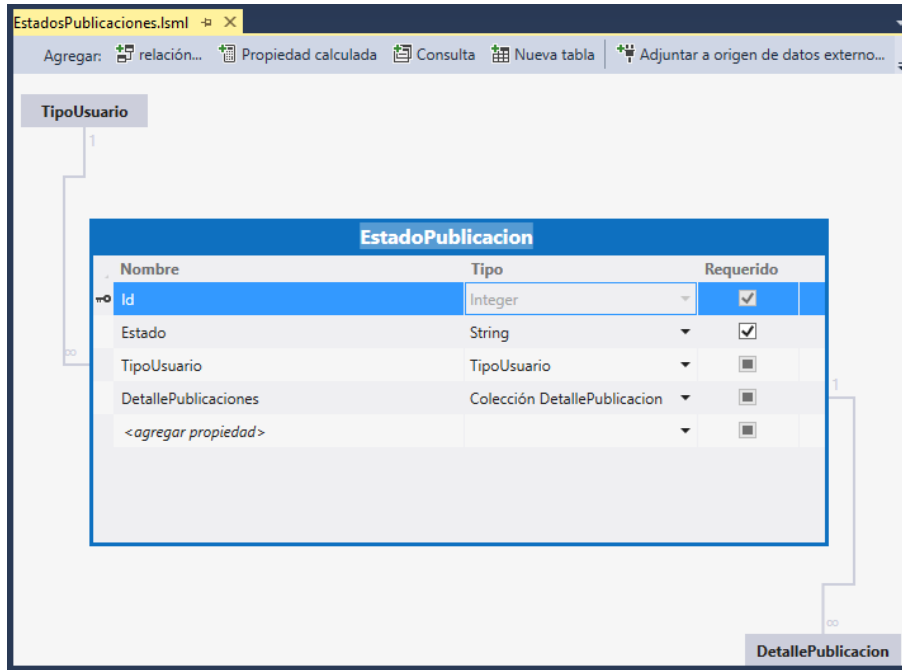 EstadosPublicaciones.lsml
Agregar: relación... Propiedad calculada Consulta Nueva tabla Adjuntar a origen de datos externo...
TipoUsuario
1
EstadoPublicacion
Nombre Tipo Requerido
Id Integer
Estado String
∞
TipoUsuario TipoUsuario
DetallePublicaciones Colección DetallePublicacion
1
<agregar propiedad>
∞
DetallePublicacion